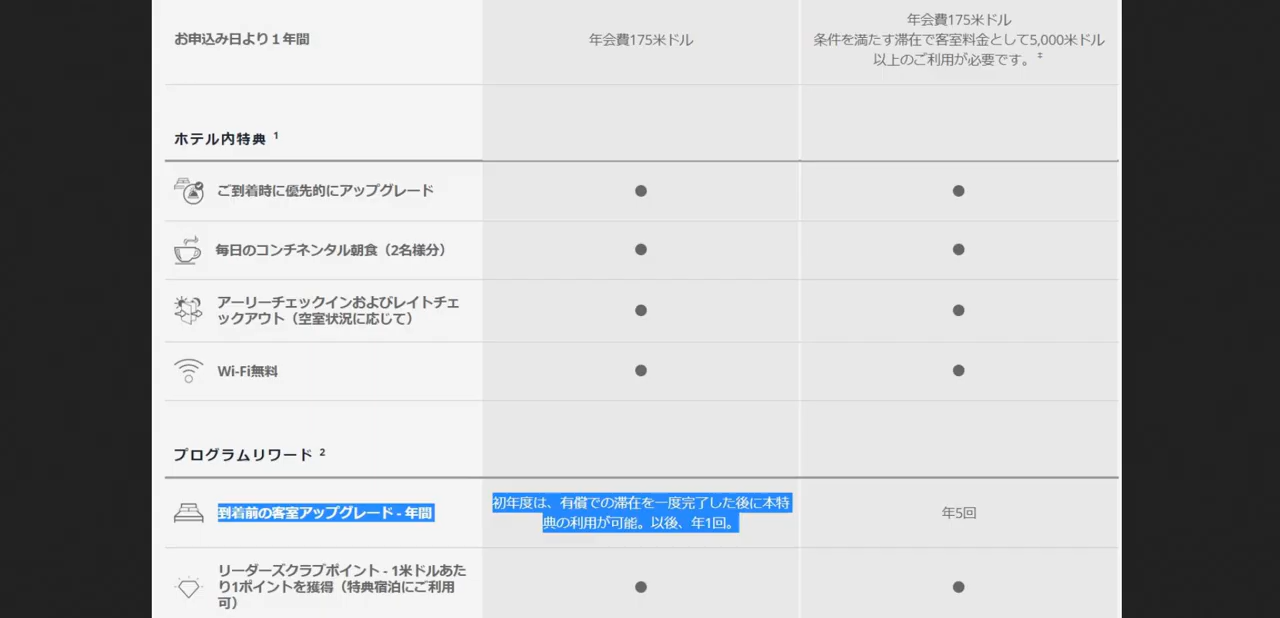 お申込み日より1年間
年会費175米ドル
年会費175米ドル
条件を満たす滞在で客室料金として5,000米ドル
以上のご利用が必要です。‡
ホテル内特典 1
ご到着時に優先的にアップグレード
毎日のコンチネンタル朝食（2名様分）
アーリーチェックインおよびレイトチェ
ックアウト（空室状況に応じて）
Wi-Fi無料
プログラムリワード 2
到着前の客室アップグレード - 年間
初年度は、有償での滞在を一度完了した後に本特
典の利用が可能。以後、年1回。
年5回
リーダーズクラブポイント - 1米ドルあた
り1ポイントを獲得（特典宿泊にご利用
可）